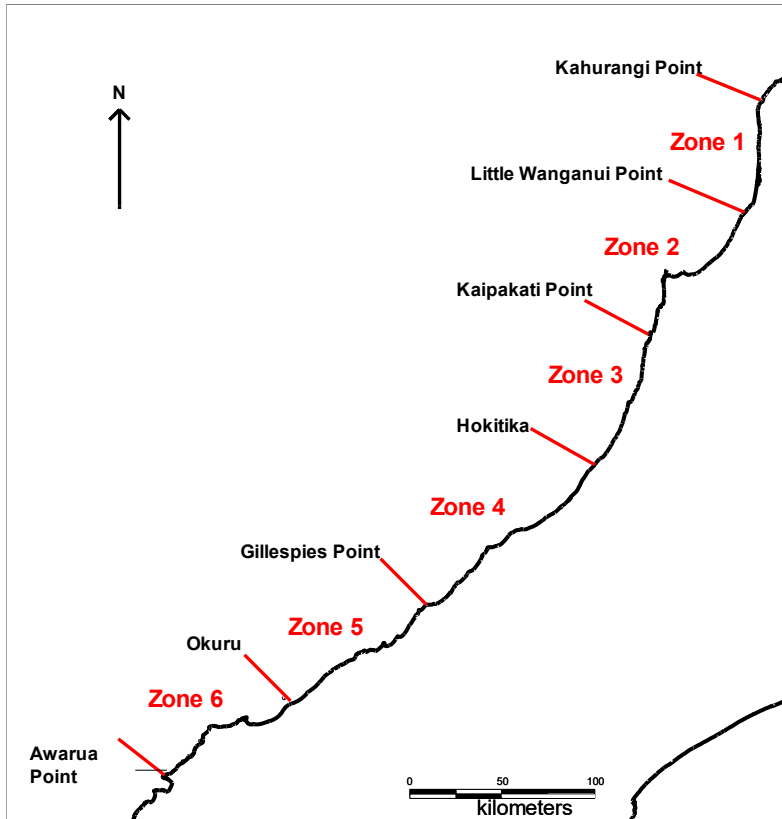 Kahurangi Point
N
Zone 1
Little Wanganui Point
Zone 2
Kaipakati Point
Zone 3
Hokitika
Zone 4
Gillespies Point
Zone 5
Okuru
Zone 6
Awarua
Point
0 50 100
kilometers